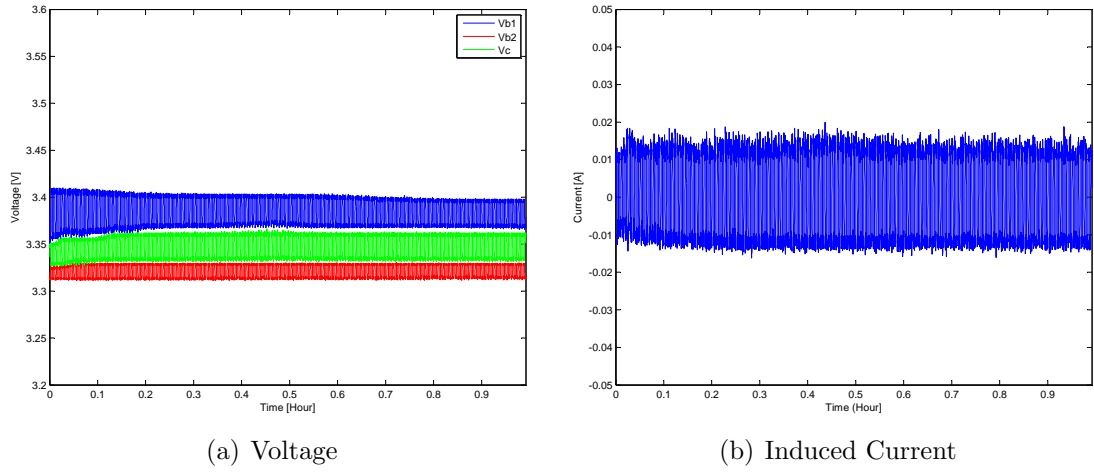 3.6
3.55
3.5
3.45
3.4
3.35
3.3
3.25
3.2
Voltage [V]
0 0.1 0.2 0.3 0.4 0.5 0.6 0.7 0.8 0.9
Time [Hour]
Vb1
Vb2
Vc
(a) Voltage
0.05
0.04
0.03
0.02
0.01
0
-0.01
-0.02
-0.03
-0.04
-0.05
Current [A]
0 0.1 0.2 0.3 0.4 0.5 0.6 0.7 0.8 0.9
Time (Hour)
(b) Induced Current